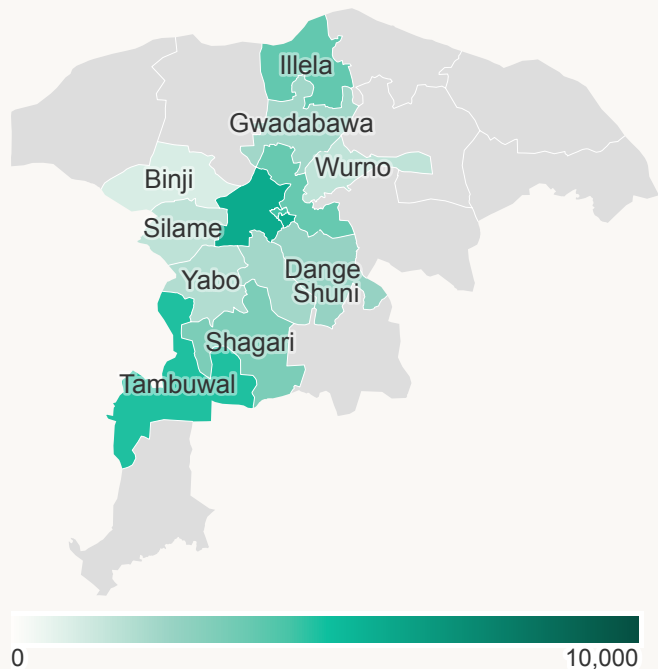 Illela
Gwadabawa
Wurno
Binji
Silame
Dange
Shuni
Yabo
Shagari
Tambuwal
0
10,000